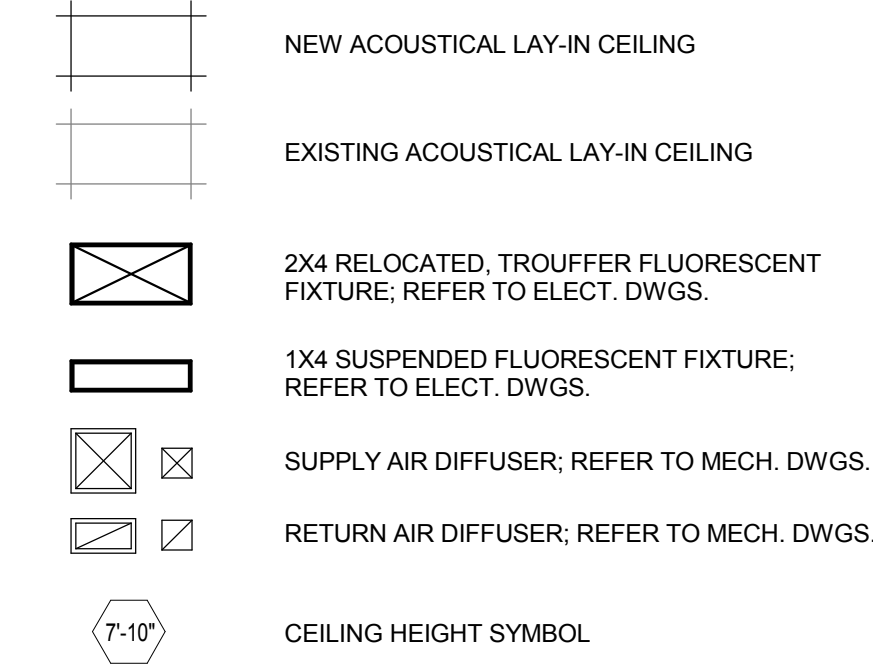 NEW ACOUSTICAL LAY-IN CEILING
EXISTING ACOUSTICAL LAY-IN CEILING
2X4 RELOCATED, TROUFFER FLUORESCENT
FIXTURE; REFER TO ELECT. DWGS.
1X4 SUSPENDED FLUORESCENT FIXTURE;
REFER TO ELECT. DWGS.
SUPPLY AIR DIFFUSER; REFER TO MECH. DWGS.
RETURN AIR DIFFUSER; REFER TO MECH. DWGS.
7'-10" CEILING HEIGHT SYMBOL